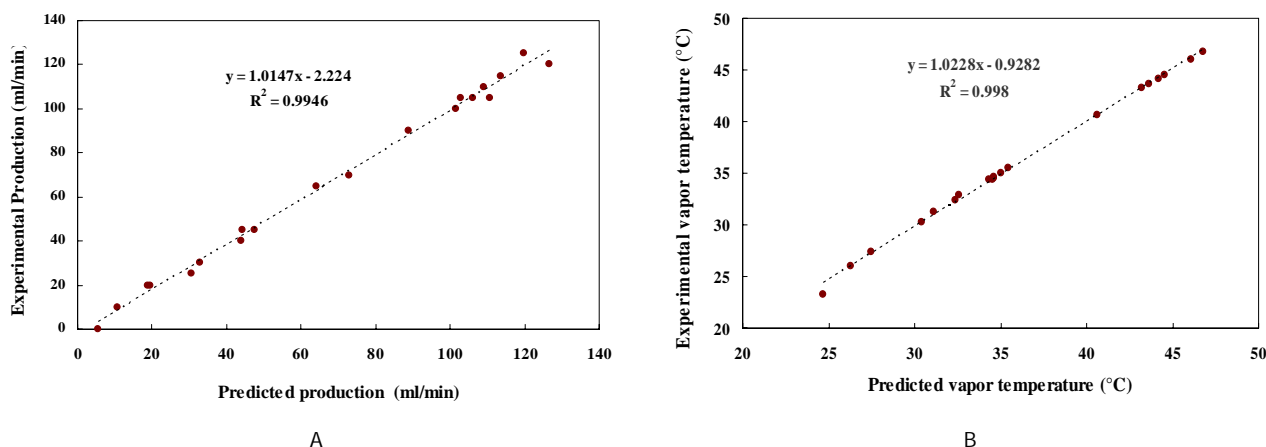 140
120
100
80
60
40
20
0
Experimental Production (ml/min)
y = 1.0147x - 2.224
R² = 0.9946
0 20 40 60 80 100 120 140
Predicted production (ml/min)
A
50
45
40
35
30
25
20
Experimental vapor temperature (°C)
y = 1.0228x - 0.9282
R² = 0.998
20 25 30 35 40 45 50
Predicted vapor temperature (°C)
B